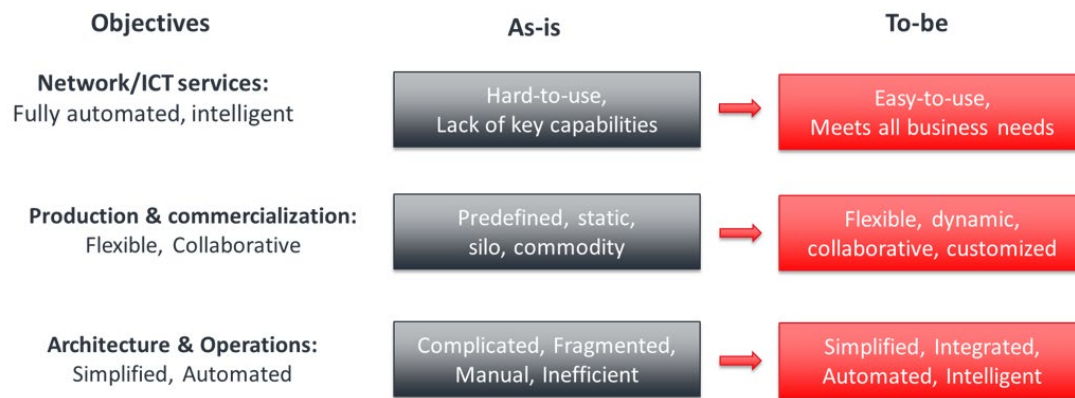 Objectives
As-is
To-be
Network/ICT services:
Fully automated, intelligent
Hard-to-use,
Lack of key capabilities
Easy-to-use,
Meets all business needs
Production & commercialization:
Flexible, Collaborative
Predefined, static,
silo, commodity
Flexible, dynamic,
collaborative, customized
Architecture & Operations:
Simplified, Automated
Complicated, Fragmented,
Manual, Inefficient
Simplified, Integrated,
Automated, Intelligent